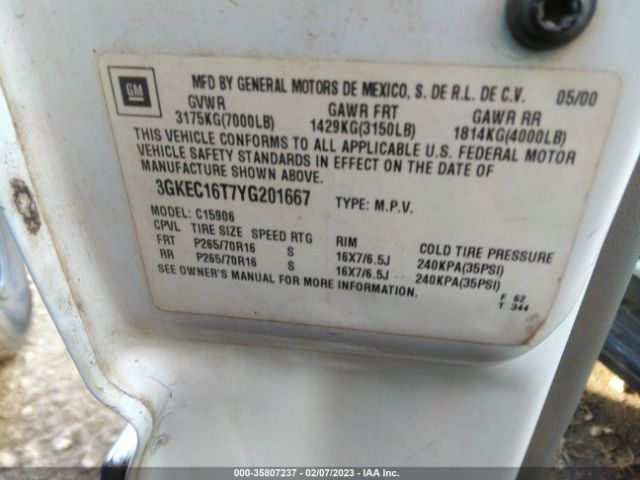 GM
MFD BY GENERAL MOTORS DE MEXICO, S. DE R.L. DE C.V. 05/00
GVWR GAWR FRT GAWR RR
3175KG(7000LB) 1429KG(3150LB) 1814KG(4000LB)
THIS VEHICLE CONFORMS TO ALL APPLICABLE U.S. FEDERAL MOTOR
VEHICLE SAFETY STANDARDS IN EFFECT ON THE DATE OF
MANUFACTURE SHOWN ABOVE.
3GKEC16T7YG201667 TYPE: M.P.V.
MODEL: C15906
CPVL TIRE SIZE SPEED RTG RIM COLD TIRE PRESSURE
FRT P265/70R16 S 16X7/6.5J 240KPA(35PSI)
RR P265/70R16 S 16X7/6.5J 240KPA(35PSI)
SEE OWNER'S MANUAL FOR MORE INFORMATION.
F 62
T 344
000-35807237 - 02/07/2023 - IAA Inc.